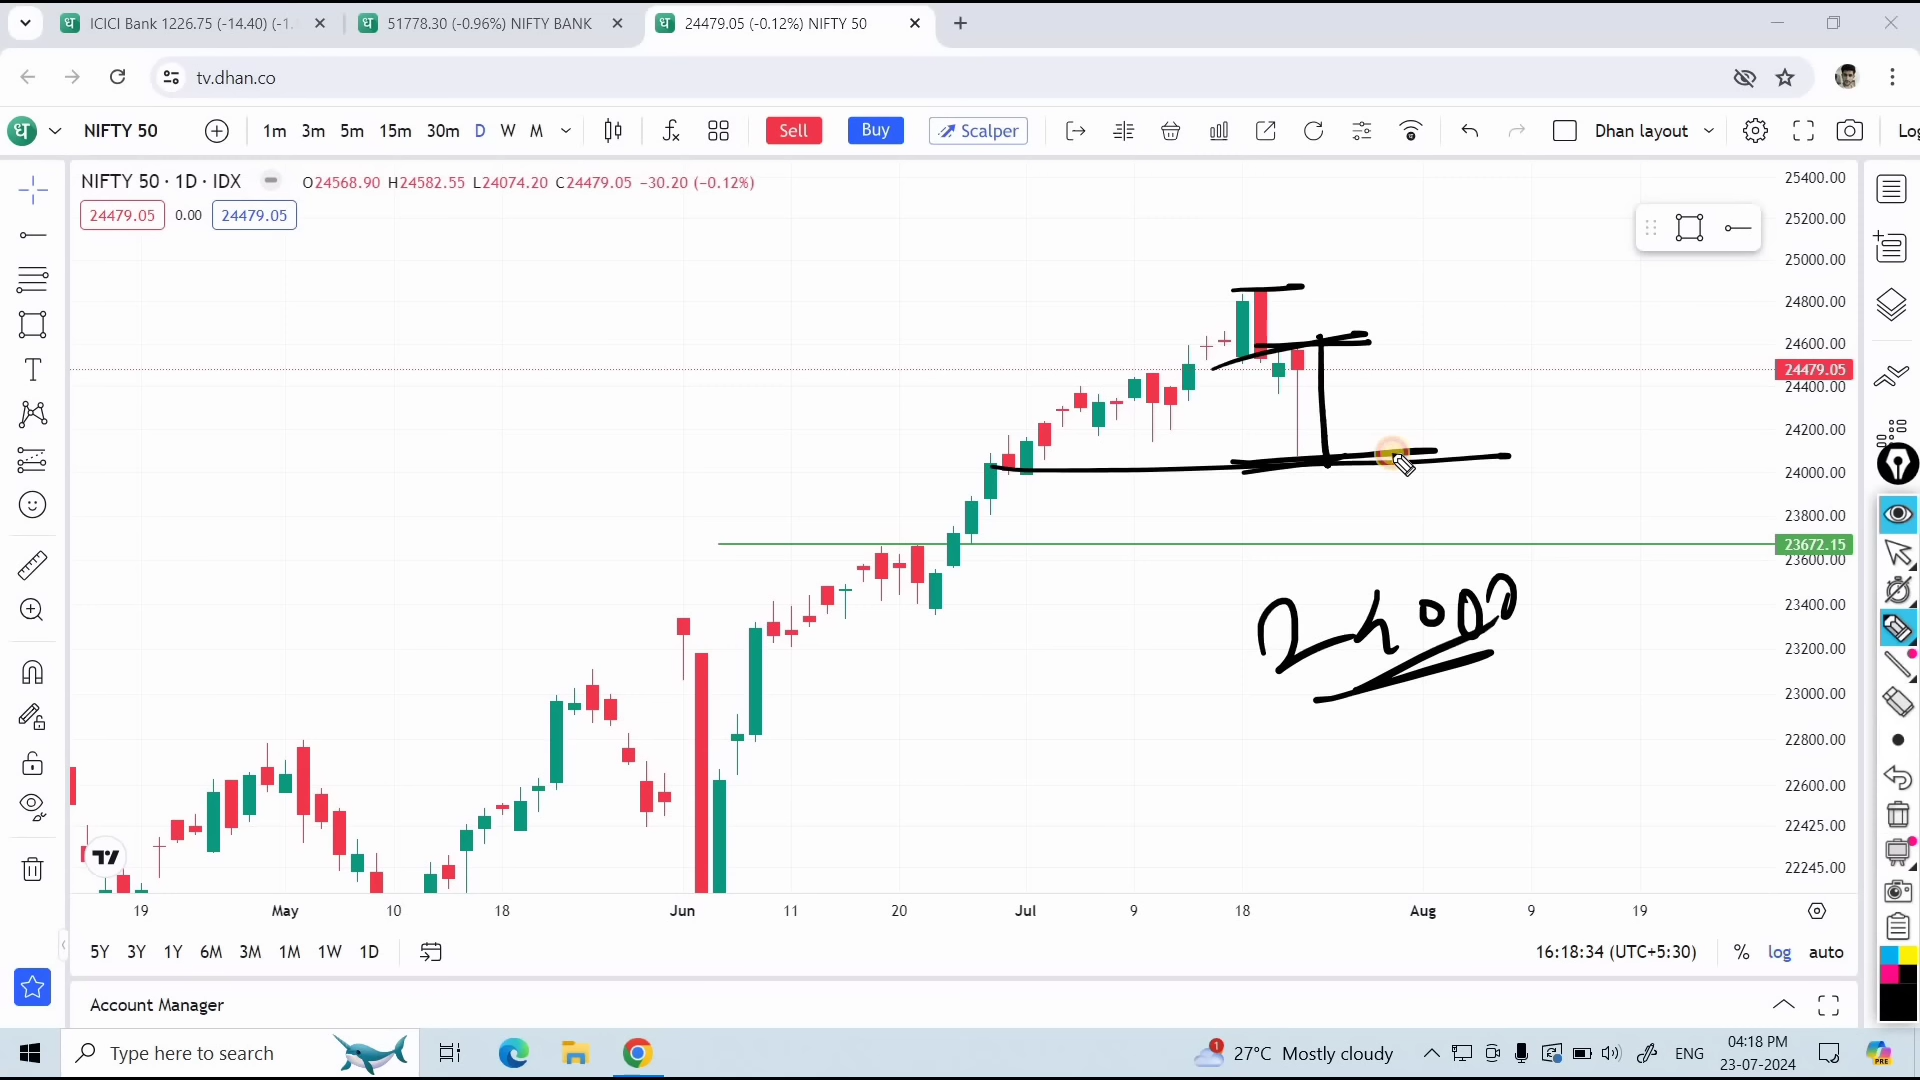 ICICI Bank 1226.75 (-14.40) (-1.
51778.30 (-0.96%) NIFTY BANK
24479.05 (-0.12%) NIFTY 50
tv.dhan.co
ध NIFTY 50 1m 3m 5m 15m 30m D W M Sell Buy Scalper Dhan layout Log
NIFTY 50 · 1D · IDX O24568.90 H24582.55 L24074.20 C24479.05 −30.20 (−0.12%)
24479.05 0.00 24479.05
25400.00
25200.00
25000.00
24800.00
24600.00
24479.05
24400.00
24200.00
24000.00
23800.00
23672.15
23600.00
23400.00
23200.00
23000.00
22800.00
22600.00
22425.00
22245.00
24000
19 May 10 18 Jun 11 20 Jul 9 18 Aug 9 19
5Y 3Y 1Y 6M 3M 1M 1W 1D 16:18:34 (UTC+5:30) % log auto
Account Manager
Type here to search 1 27°C Mostly cloudy ENG 04:18 PM
23-07-2024
PRE